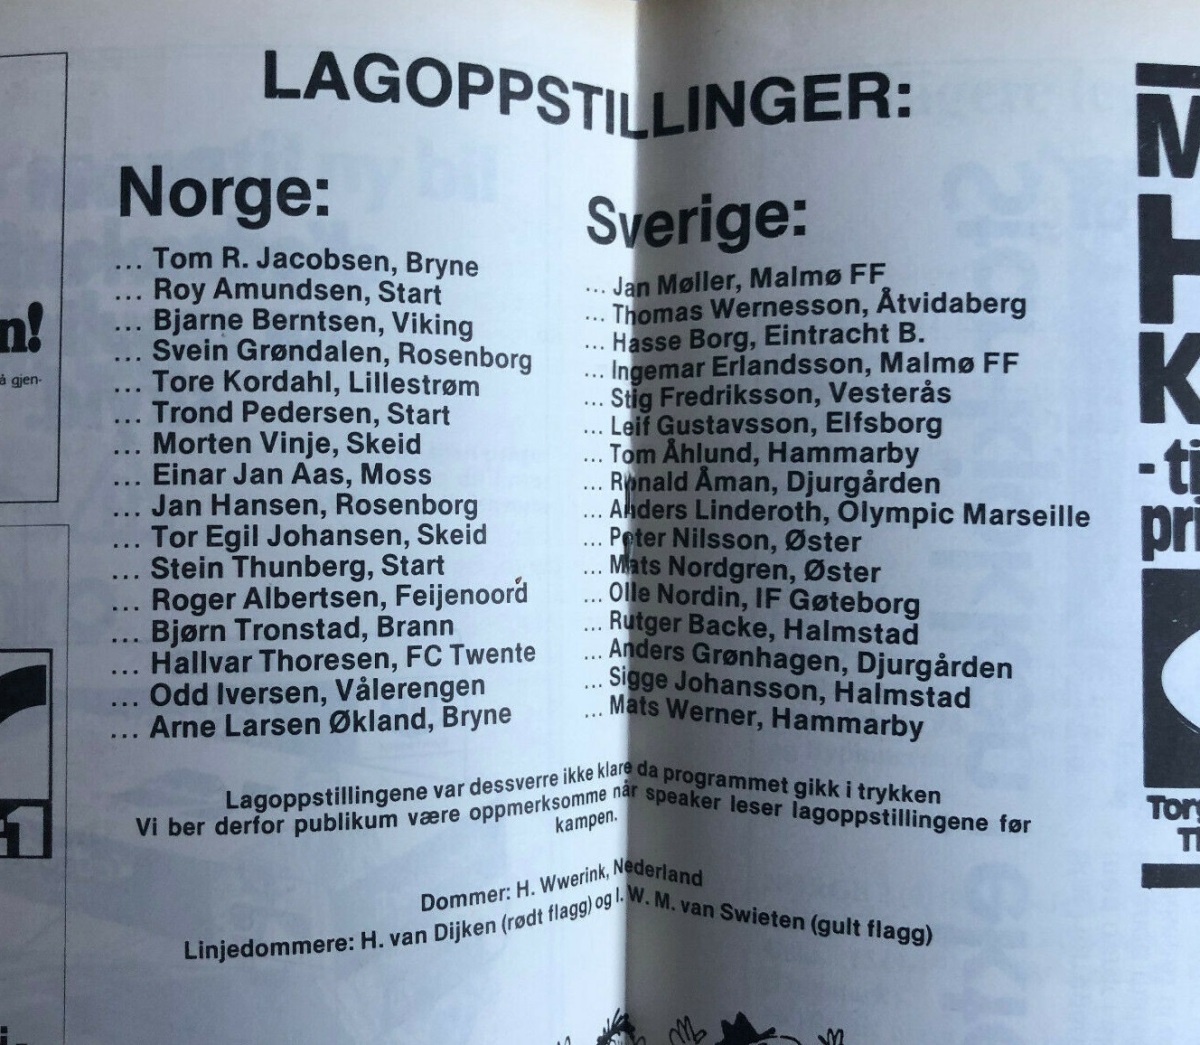 LAGOPPSTILLINGER:
Norge:
... Tom R. Jacobsen, Bryne
... Roy Amundsen, Start
... Bjarne Berntsen, Viking
... Svein Grøndalen, Rosenborg
... Tore Kordahl, Lillestrøm
... Trond Pedersen, Start
... Morten Vinje, Skeid
... Einar Jan Aas, Moss
... Jan Hansen, Rosenborg
... Tor Egil Johansen, Skeid
... Stein Thunberg, Start
... Roger Albertsen, Feijenoord
... Bjørn Tronstad, Brann
... Hallvar Thoresen, FC Twente
... Odd Iversen, Vålerengen
... Arne Larsen Økland, Bryne
Sverige:
... Jan Møller, Malmø FF
... Thomas Wernesson, Åtvidaberg
... Hasse Borg, Eintracht B.
... Ingemar Erlandsson, Malmø FF
... Stig Fredriksson, Vesterås
... Leif Gustavsson, Elfsborg
... Tom Åhlund, Hammarby
... Ronald Åman, Djurgården
... Anders Linderoth, Olympic Marseille
... Peter Nilsson, Øster
... Mats Nordgren, Øster
... Olle Nordin, IF Gøteborg
... Rutger Backe, Halmstad
... Anders Grønhagen, Djurgården
... Sigge Johansson, Halmstad
... Mats Werner, Hammarby
Lagoppstillingene var dessverre ikke klare da programmet gikk i trykken
Vi ber derfor publikum være oppmerksomme når speaker leser lagoppstillingene før
kampen.
Dommer: H. Wwerink, Nederland
Linjedommere: H. van Dijken (rødt flagg) og I. W. M. van Swieten (gult flagg)
n!
å gjen-
M
H
K
- ti
pri
Torg